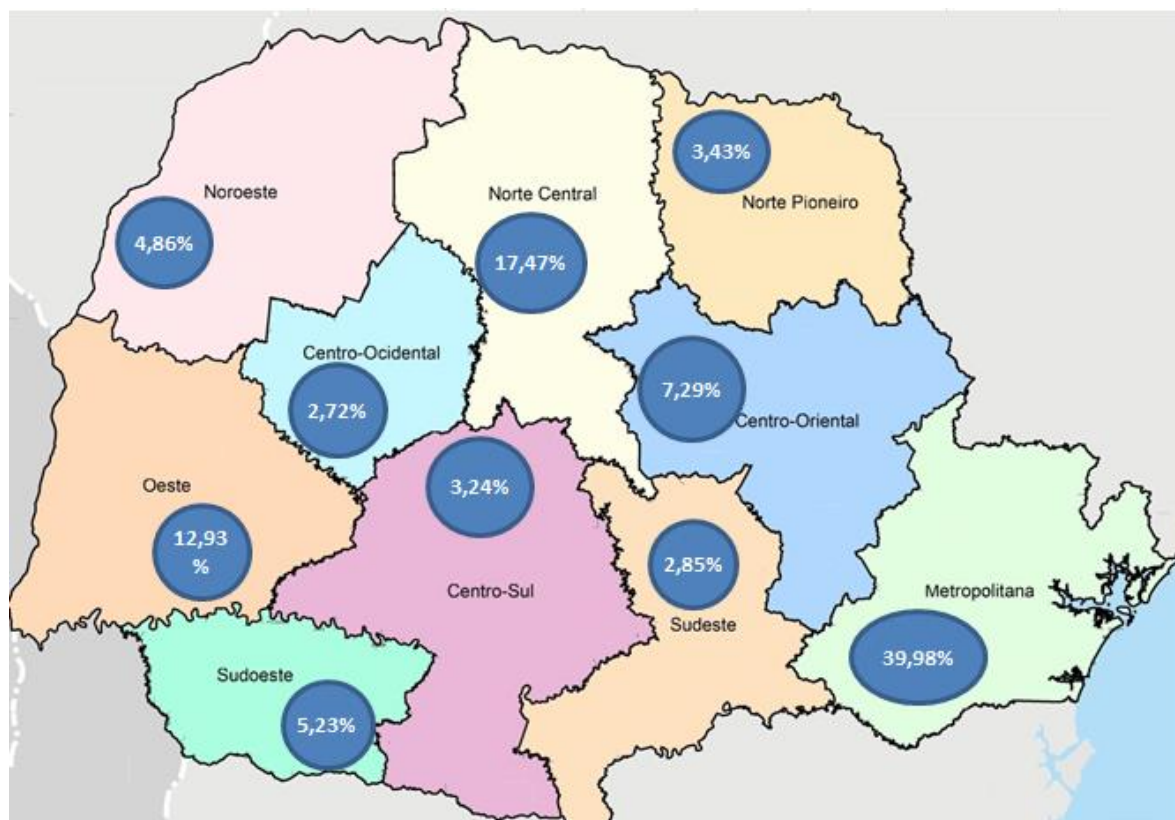 3,43%
Noroeste
Norte Central
Norte Pioneiro
4,86%
17,47%
Centro-Ocidental
7,29%
2,72%
Centro-Oriental
Oeste
3,24%
12,93
%
2,85%
Centro-Sul
Metropolitana
Sudeste
39,98%
Sudoeste
5,23%